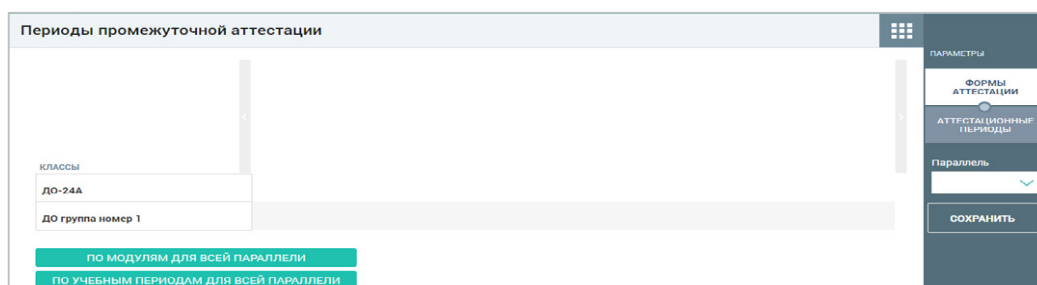 Периоды промежуточной аттестации
КЛАССЫ
ДО-24А
ДО группа номер 1
ПО МОДУЛЯМ ДЛЯ ВСЕЙ ПАРАЛЛЕЛИ
ПО УЧЕБНЫМ ПЕРИОДАМ ДЛЯ ВСЕЙ ПАРАЛЛЕЛИ
ПАРАМЕТРЫ
ФОРМЫ
АТТЕСТАЦИИ
АТТЕСТАЦИОННЫЕ
ПЕРИОДЫ
Параллель
СОХРАНИТЬ